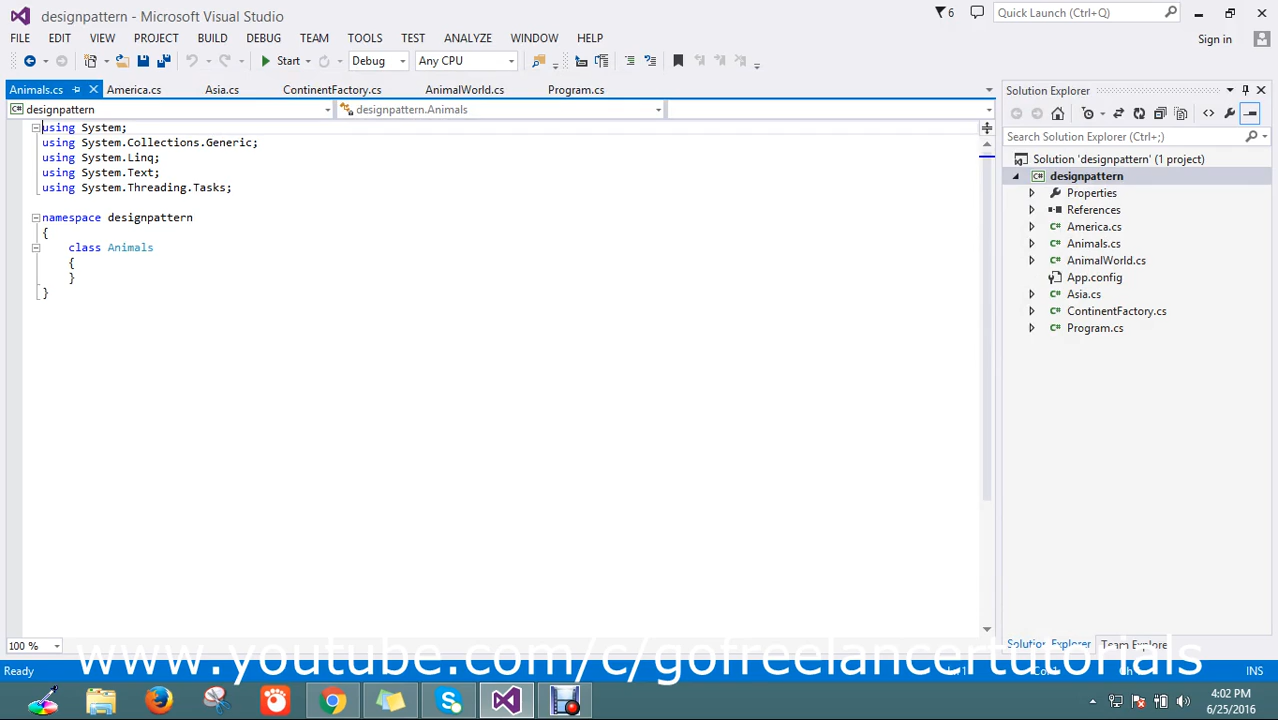 designpattern - Microsoft Visual Studio
6
Quick Launch (Ctrl+Q)
FILE EDIT VIEW PROJECT BUILD DEBUG TEAM TOOLS TEST ANALYZE WINDOW HELP
Sign in
Start Debug Any CPU
Animals.cs America.cs Asia.cs ContinentFactory.cs AnimalWorld.cs Program.cs
designpattern designpattern.Animals
using System;
using System.Collections.Generic;
using System.Linq;
using System.Text;
using System.Threading.Tasks;
namespace designpattern
{
class Animals
{
}
}
100 %
Solution Explorer
Search Solution Explorer (Ctrl+;)
Solution 'designpattern' (1 project)
designpattern
Properties
References
America.cs
Animals.cs
AnimalWorld.cs
App.config
Asia.cs
ContinentFactory.cs
Program.cs
Solution Explorer Team Explorer
www.youtube.com/c/gofreelancertutorials
Ready INS
4:02 PM
6/25/2016